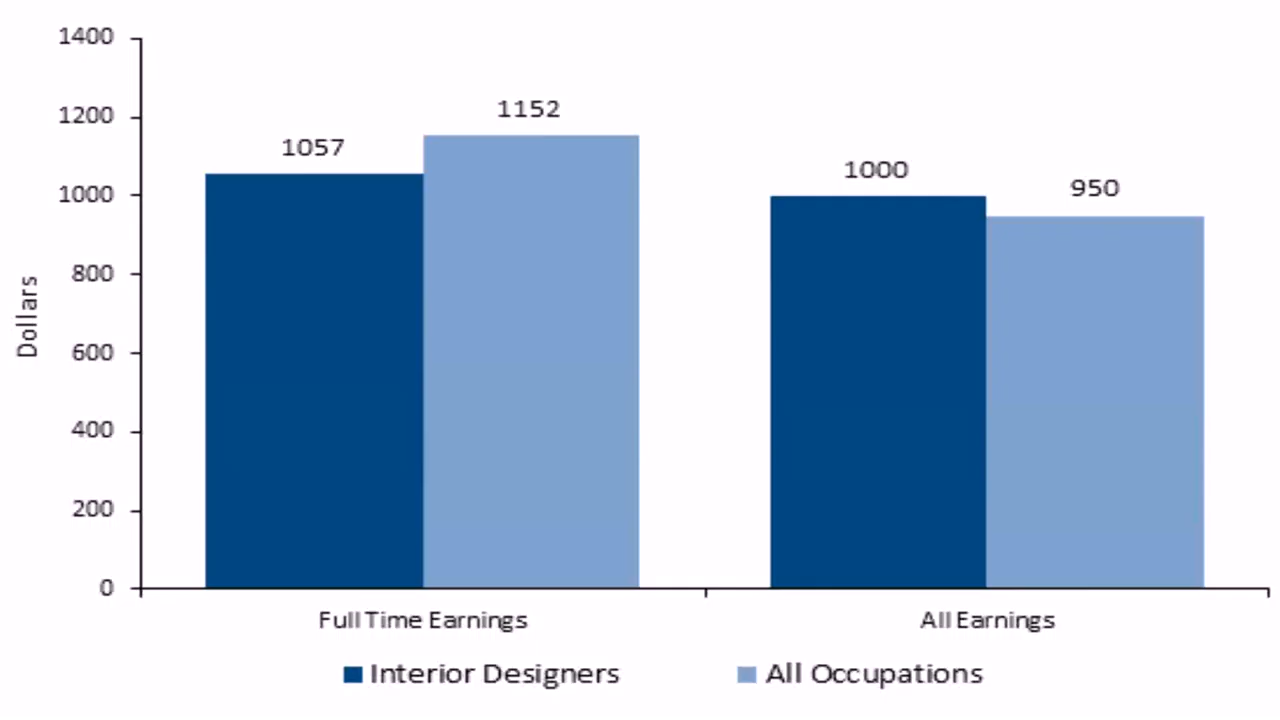 1400
1200
1000
800
600
400
200
0
Dollars
1057
1152
1000
950
Full Time Earnings
All Earnings
Interior Designers
All Occupations